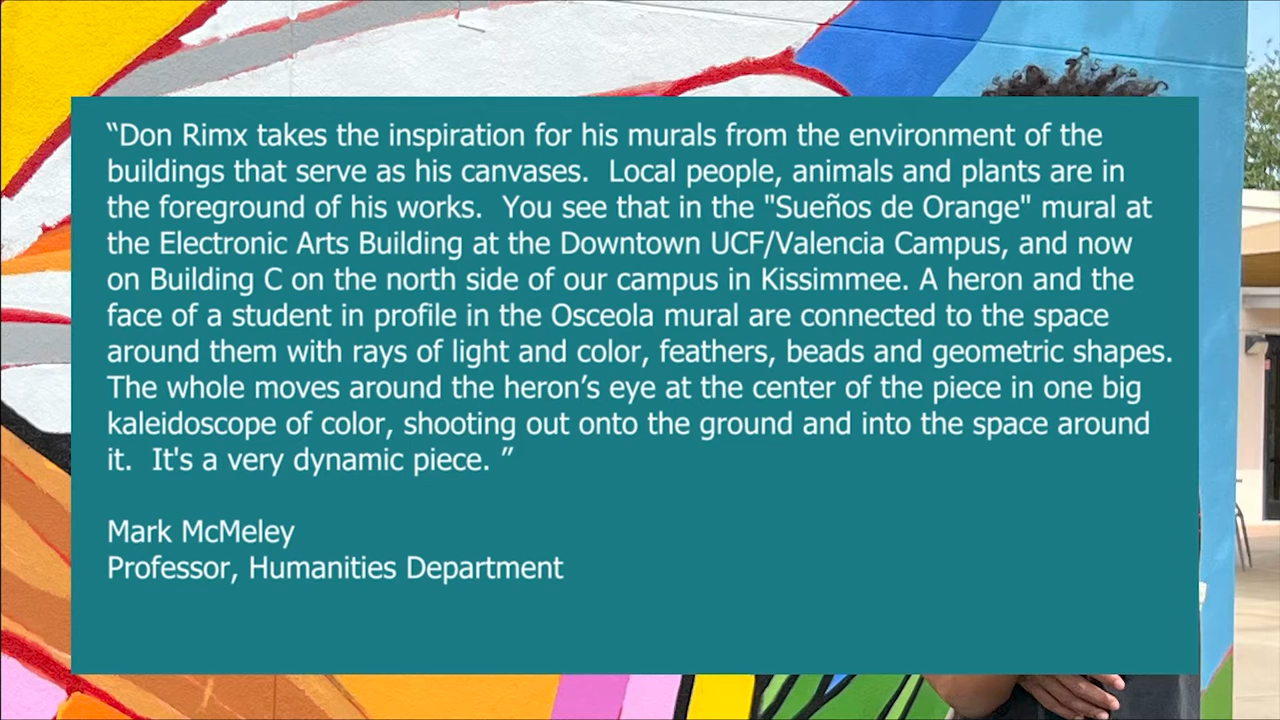 “Don Rimx takes the inspiration for his murals from the environment of the
buildings that serve as his canvases.  Local people, animals and plants are in
the foreground of his works.  You see that in the "Sueños de Orange" mural at
the Electronic Arts Building at the Downtown UCF/Valencia Campus, and now
on Building C on the north side of our campus in Kissimmee. A heron and the
face of a student in profile in the Osceola mural are connected to the space
around them with rays of light and color, feathers, beads and geometric shapes.
The whole moves around the heron’s eye at the center of the piece in one big
kaleidoscope of color, shooting out onto the ground and into the space around
it.  It's a very dynamic piece. ”
Mark McMeley
Professor, Humanities Department